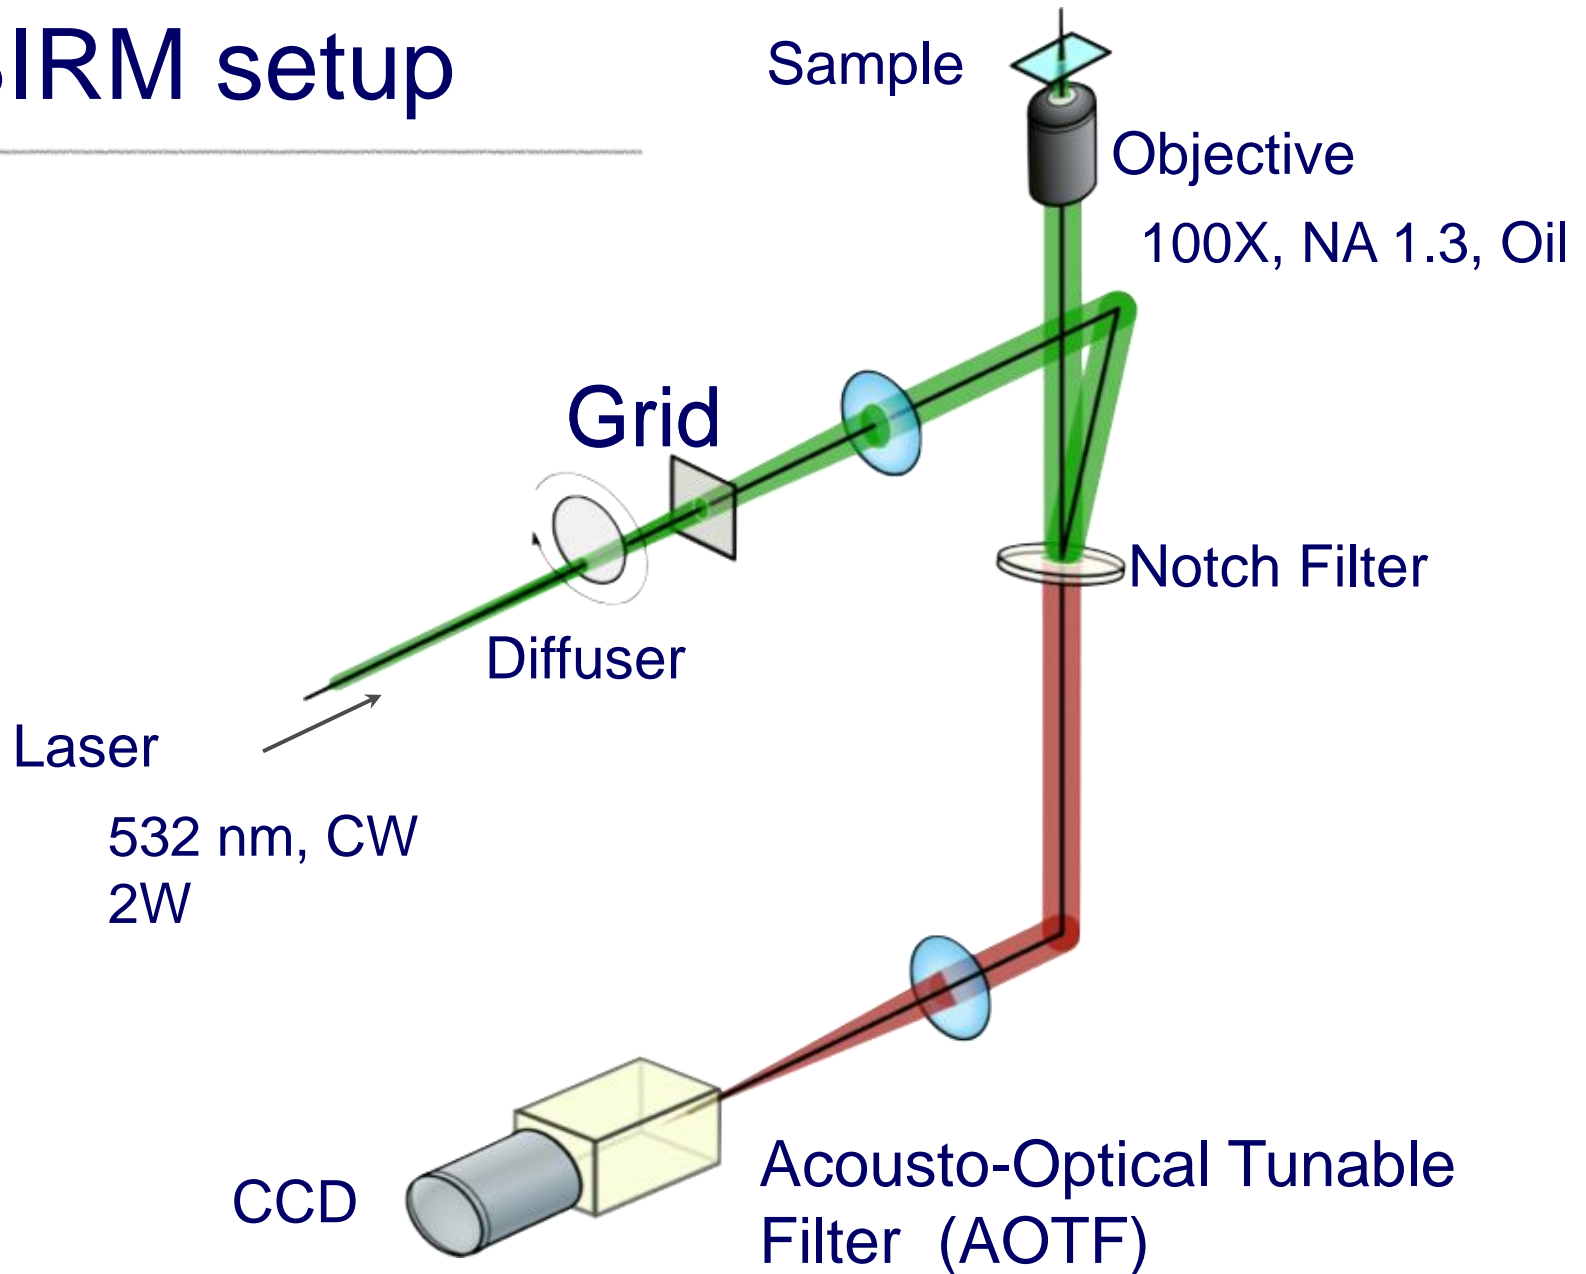 IRM setup
Sample
Objective
100X, NA 1.3, Oil
Grid
Notch Filter
Diffuser
Laser
532 nm, CW
2W
CCD
Acousto-Optical Tunable
Filter (AOTF)